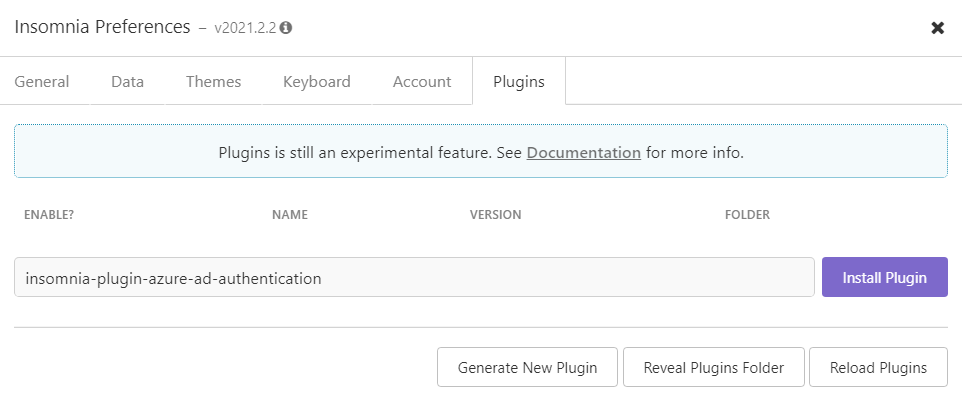 Insomnia Preferences – v2021.2.2
General Data Themes Keyboard Account Plugins
Plugins is still an experimental feature. See Documentation for more info.
ENABLE? NAME VERSION FOLDER
insomnia-plugin-azure-ad-authentication Install Plugin
Generate New Plugin Reveal Plugins Folder Reload Plugins